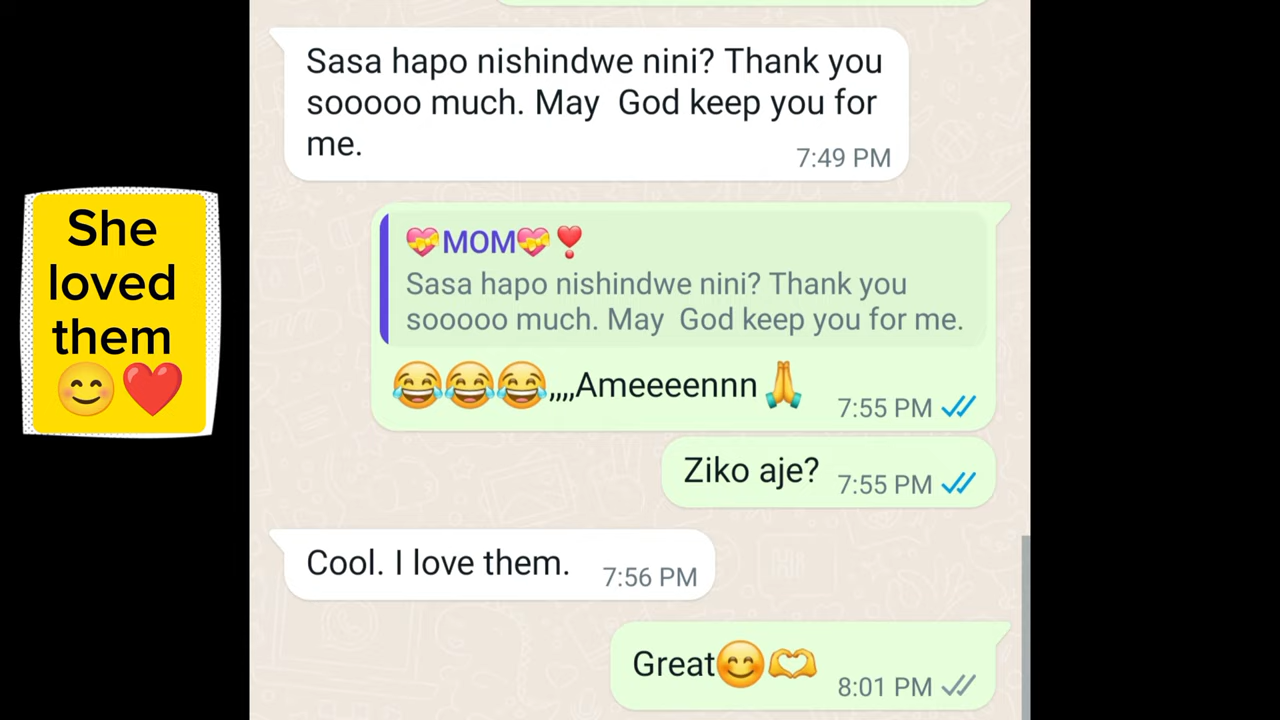 Sasa hapo nishindwe nini? Thank you
sooooo much. May  God keep you for
me.
7:49 PM
She
loved
them
😊❤️
💝MOM💝❣️
Sasa hapo nishindwe nini? Thank you
sooooo much. May  God keep you for me.
😂😂😂,,,,Ameeeennn🙏
7:55 PM
Ziko aje?
7:55 PM
Cool. I love them.
7:56 PM
Great😊🫶
8:01 PM